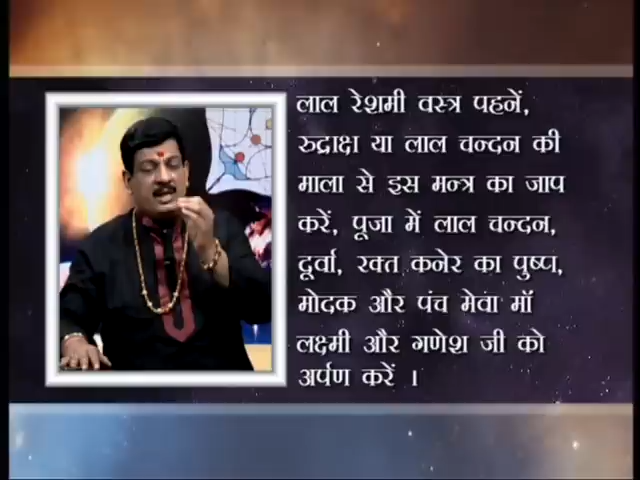 लाल रेशमी वस्त्र पहनें,
रुद्राक्ष या लाल चन्दन की
माला से इस मन्त्र का जाप
करें, पूजा में लाल चन्दन,
दूर्वा, रक्त कनेर का पुष्प,
मोदक और पंच मेवा माॅं
लक्ष्मी और गणेश जी को
अर्पण करें ।